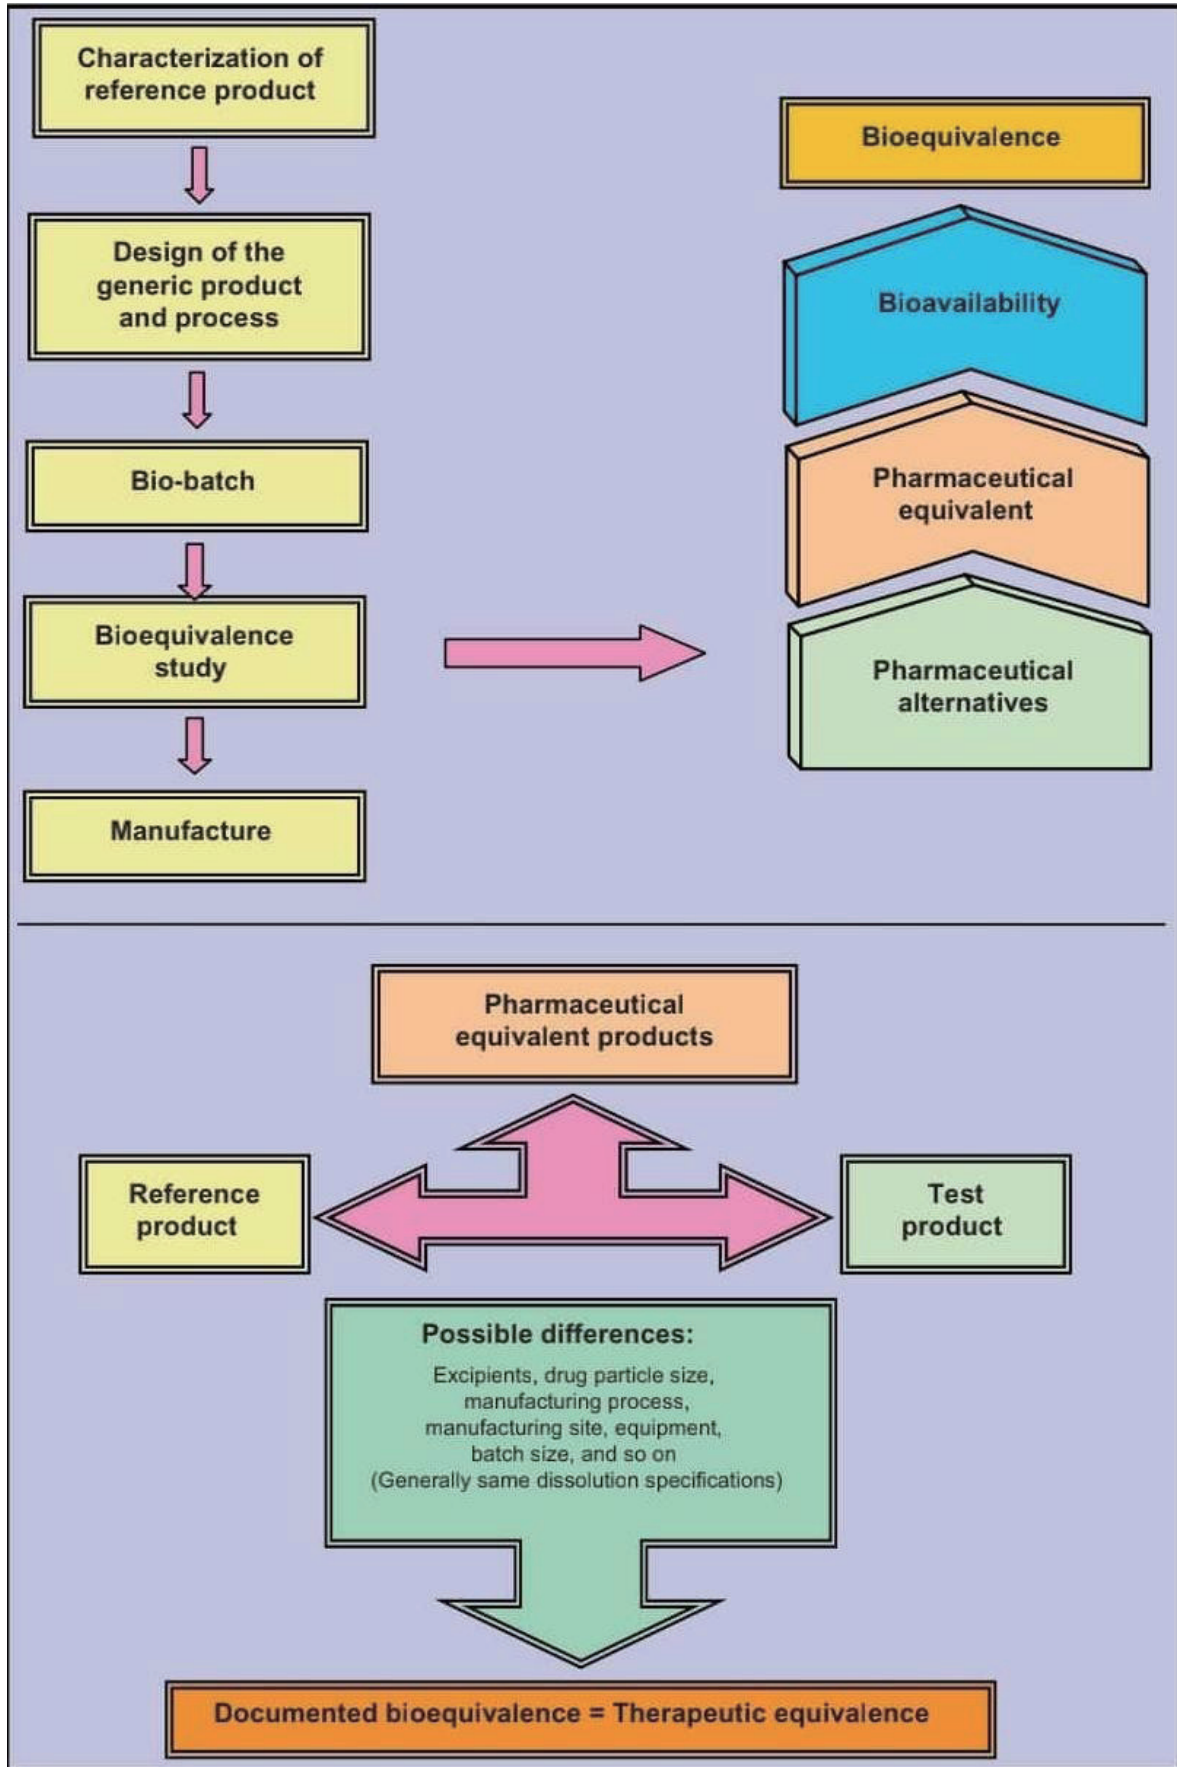 Characterization of
reference product
Design of the
generic product
and process
Bio-batch
Bioequivalence
study
Manufacture
Bioequivalence
Bioavailability
Pharmaceutical
equivalent
Pharmaceutical
alternatives
Pharmaceutical
equivalent products
Reference
product
Test
product
Possible differences:
Excipients, drug particle size,
manufacturing process,
manufacturing site, equipment,
batch size, and so on
(Generally same dissolution specifications)
Documented bioequivalence = Therapeutic equivalence